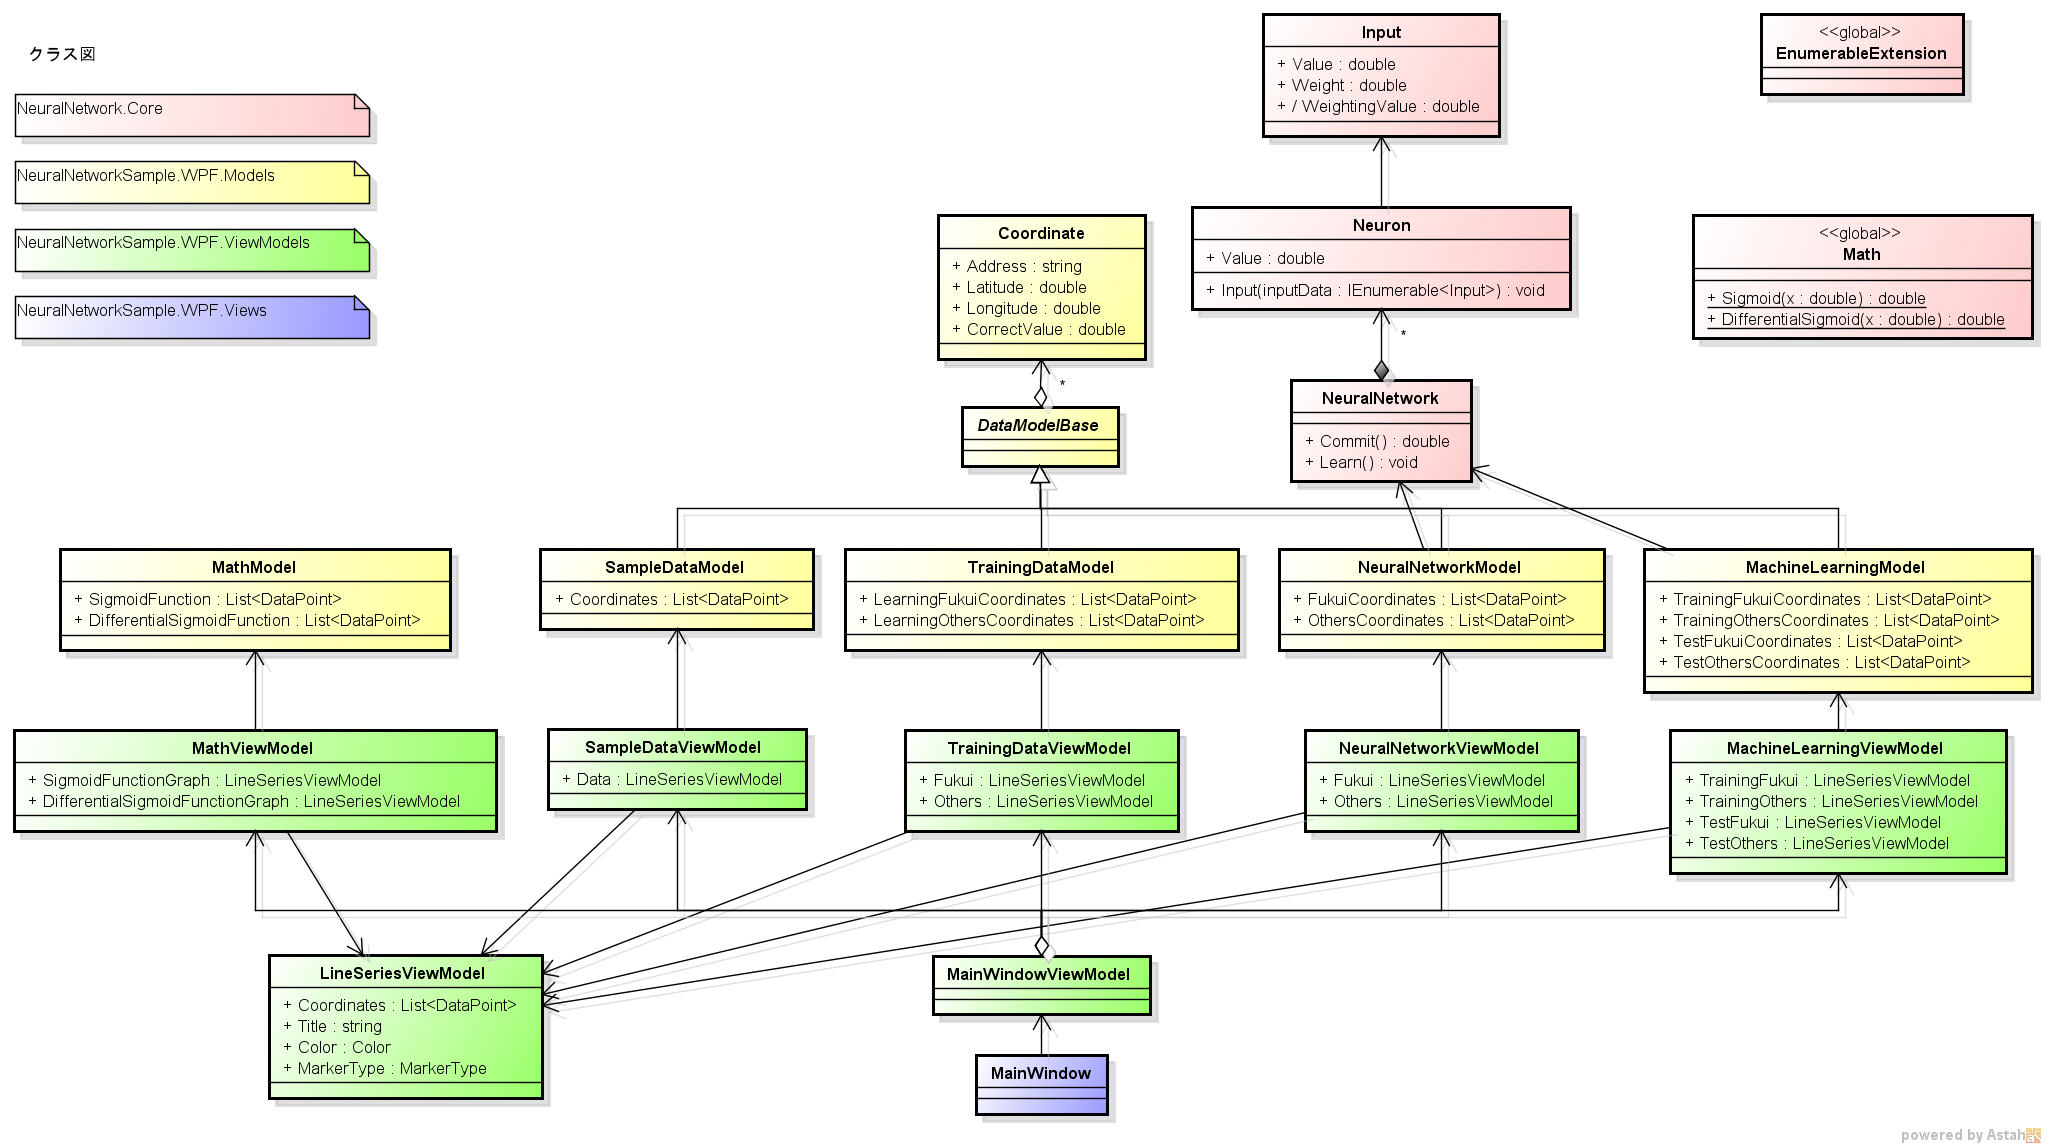 クラス図
NeuralNetwork.Core
NeuralNetworkSample.WPF.Models
NeuralNetworkSample.WPF.ViewModels
NeuralNetworkSample.WPF.Views
Input
+ Value : double
+ Weight : double
+ / WeightingValue : double
<<global>>
EnumerableExtension
Coordinate
+ Address : string
+ Latitude : double
+ Longitude : double
+ CorrectValue : double
*
Neuron
+ Value : double
+ Input(inputData : IEnumerable<Input>) : void
*
<<global>>
Math
+ Sigmoid(x : double) : double
+ DifferentialSigmoid(x : double) : double
DataModelBase
NeuralNetwork
+ Commit() : double
+ Learn() : void
MathModel
+ SigmoidFunction : List<DataPoint>
+ DifferentialSigmoidFunction : List<DataPoint>
SampleDataModel
+ Coordinates : List<DataPoint>
TrainingDataModel
+ LearningFukuiCoordinates : List<DataPoint>
+ LearningOthersCoordinates : List<DataPoint>
NeuralNetworkModel
+ FukuiCoordinates : List<DataPoint>
+ OthersCoordinates : List<DataPoint>
MachineLearningModel
+ TrainingFukuiCoordinates : List<DataPoint>
+ TrainingOthersCoordinates : List<DataPoint>
+ TestFukuiCoordinates : List<DataPoint>
+ TestOthersCoordinates : List<DataPoint>
MathViewModel
+ SigmoidFunctionGraph : LineSeriesViewModel
+ DifferentialSigmoidFunctionGraph : LineSeriesViewModel
SampleDataViewModel
+ Data : LineSeriesViewModel
TrainingDataViewModel
+ Fukui : LineSeriesViewModel
+ Others : LineSeriesViewModel
NeuralNetworkViewModel
+ Fukui : LineSeriesViewModel
+ Others : LineSeriesViewModel
MachineLearningViewModel
+ TrainingFukui : LineSeriesViewModel
+ TrainingOthers : LineSeriesViewModel
+ TestFukui : LineSeriesViewModel
+ TestOthers : LineSeriesViewModel
LineSeriesViewModel
+ Coordinates : List<DataPoint>
+ Title : string
+ Color : Color
+ MarkerType : MarkerType
MainWindowViewModel
MainWindow
powered by Astah